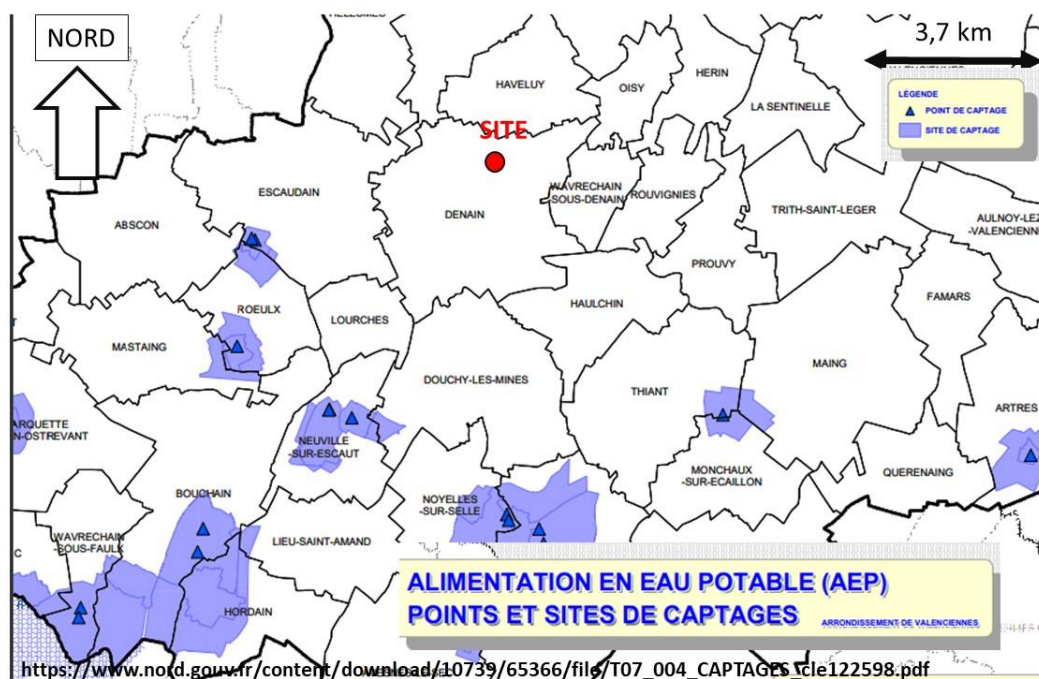 NORD
3,7 km
HAVELUY
OISY
HERIN
LA SENTINELLE
LÉGENDE
POINT DE CAPTAGE
SITE DE CAPTAGE
SITE
ESCAUDAIN
DENAIN
WAVRECHAIN
-SOUS-DENAIN
ROUVIGNIES
TRITH-SAINT-LEGER
AULNOY-LEZ
-VALENCIENNE
ABSCON
PROUVY
ROEULX
LOURCHES
HAULCHIN
FAMARS
MASTAING
DOUCHY-LES-MINES
THIANT
MAING
ARTRES
ARQUETTE
N-OSTREVANT
NEUVILLE
-SUR-ESCAUT
MONCHAUX
-SUR-ECAILLON
QUERENAING
BOUCHAIN
NOYELLES
-SUR-SELLE
WAVRECHAIN
-SOUS-FAULX
LIEU-SAINT-AMAND
HORDAIN
ALIMENTATION EN EAU POTABLE (AEP)
POINTS ET SITES DE CAPTAGES
ARRONDISSEMENT DE VALENCIENNES
https://www.nord.gouv.fr/content/download/10739/65366/file/T07_004_CAPTAGES_cle122598.pdf